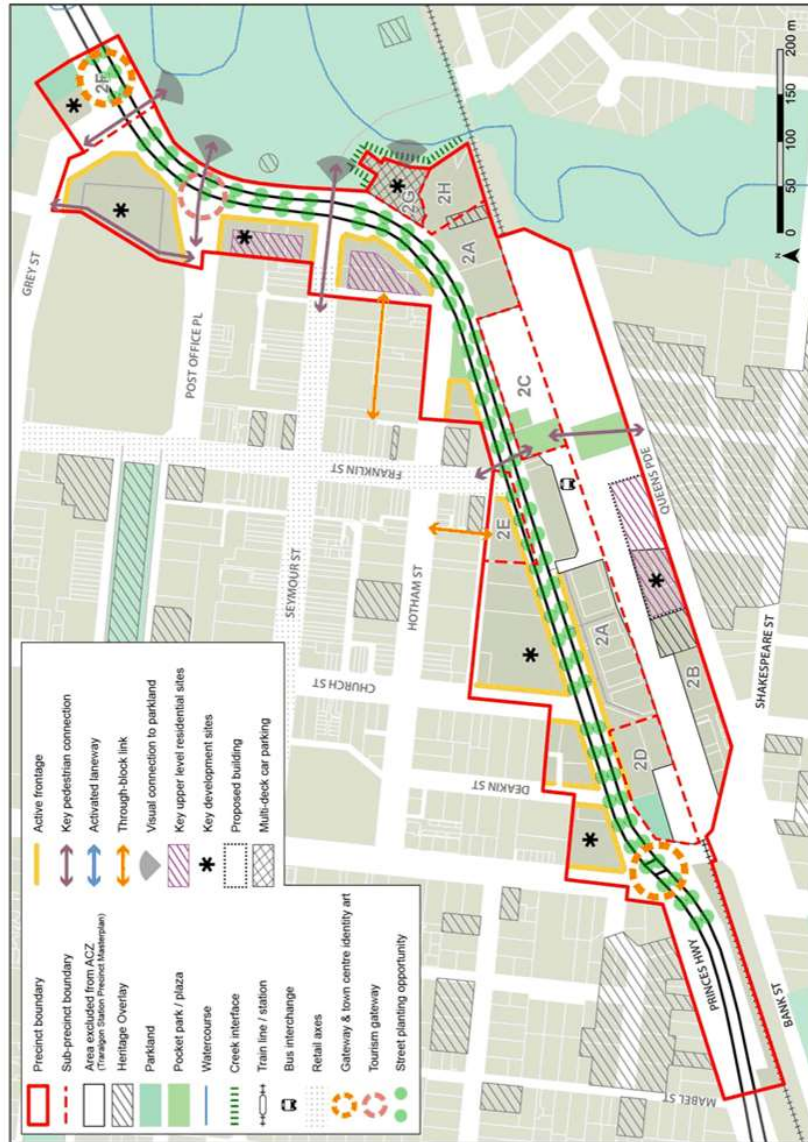 Precinct boundary
Sub-precinct boundary
Area excluded from ACZ
(Traralgon Station Precinct Masterplan)
Heritage Overlay
Parkland
Pocket park / plaza
Watercourse
Creek interface
Train line / station
Bus interchange
Retail axes
Gateway & town centre identity art
Tourism gateway
Street planting opportunity
Active frontage
Key pedestrian connection
Activated laneway
Through-block link
Visual connection to parkland
Key upper level residential sites
Key development sites
Proposed building
Multi-deck car parking
GREY ST
POST OFFICE PL
FRANKLIN ST
SEYMOUR ST
HOTHAM ST
CHURCH ST
DEAKIN ST
MABEL ST
PRINCES HWY
BANK ST
SHAKESPEARE ST
QUEENS PDE
2F
2G
2H
2A
2C
2E
2A
2B
2D
N
0
50
100
150
200 m